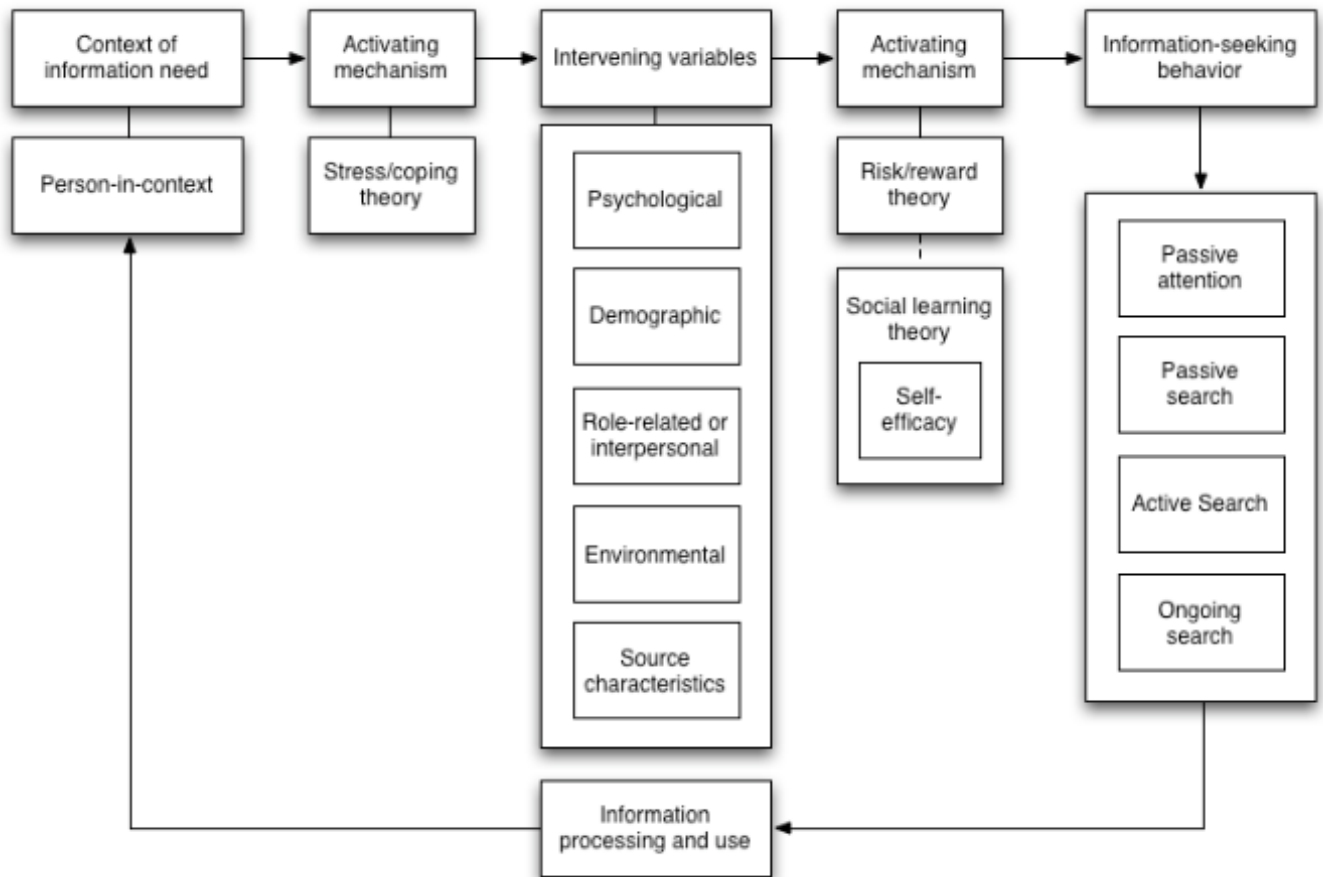 Context of
information need
Activating
mechanism
Intervening variables
Activating
mechanism
Information-seeking
behavior
Person-in-context
Stress/coping
theory
Psychological
Demographic
Role-related or
interpersonal
Environmental
Source
characteristics
Risk/reward
theory
Social learning
theory
Self-
efficacy
Passive
attention
Passive
search
Active Search
Ongoing
search
Information
processing and use